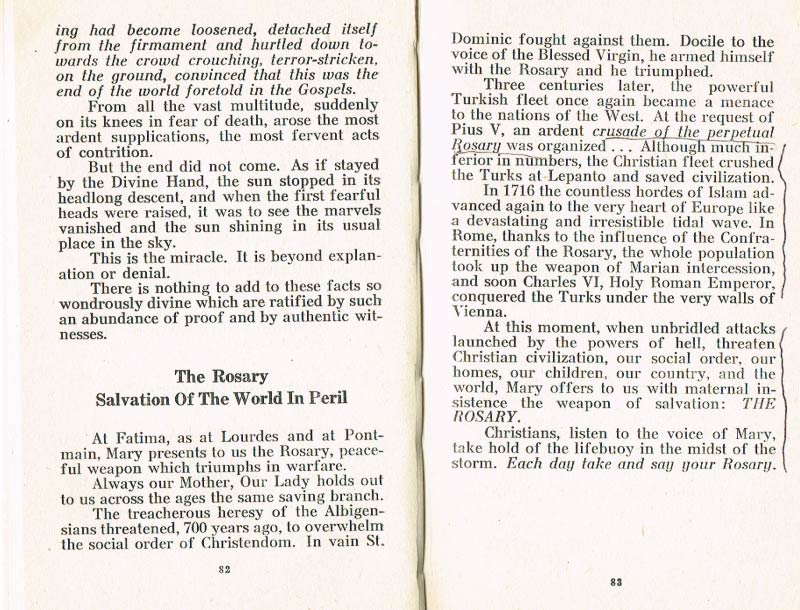 ing had become loosened, detached itself
from the firmament and hurtled down to-
wards the crowd crouching, terror-stricken,
on the ground, convinced that this was the
end of the world foretold in the Gospels.
From all the vast multitude, suddenly
on its knees in fear of death, arose the most
ardent supplications, the most fervent acts
of contrition.
But the end did not come. As if stayed
by the Divine Hand, the sun stopped in its
headlong descent, and when the first fearful
heads were raised, it was to see the marvels
vanished and the sun shining in its usual
place in the sky.
This is the miracle. It is beyond explan-
ation or denial.
There is nothing to add to these facts so
wondrously divine which are ratified by such
an abundance of proof and by authentic wit-
nesses.
The Rosary
Salvation Of The World In Peril
At Fatima, as at Lourdes and at Pont-
main, Mary presents to us the Rosary, peace-
ful weapon which triumphs in warfare.
Always our Mother, Our Lady holds out
to us across the ages the same saving branch.
The treacherous heresy of the Albigen-
sians threatened, 700 years ago, to overwhelm
the social order of Christendom. In vain St.
82
Dominic fought against them. Docile to the
voice of the Blessed Virgin, he armed himself
with the Rosary and he triumphed.
Three centuries later, the powerful
Turkish fleet once again became a menace
to the nations of the West. At the request of
Pius V, an ardent crusade of the perpetual
Rosary was organized . . . Although much in-
ferior in numbers, the Christian fleet crushed
the Turks at Lepanto and saved civilization.
In 1716 the countless hordes of Islam ad-
vanced again to the very heart of Europe like
a devastating and irresistible tidal wave. In
Rome, thanks to the influence of the Confra-
ternities of the Rosary, the whole population
took up the weapon of Marian intercession,
and soon Charles VI, Holy Roman Emperor,
conquered the Turks under the very walls of
Vienna.
At this moment, when unbridled attacks
launched by the powers of hell, threaten
Christian civilization, our social order, our
homes, our children, our country, and the
world, Mary offers to us with maternal in-
sistence the weapon of salvation: THE
ROSARY.
Christians, listen to the voice of Mary,
take hold of the lifebuoy in the midst of the
storm. Each day take and say your Rosary.
83